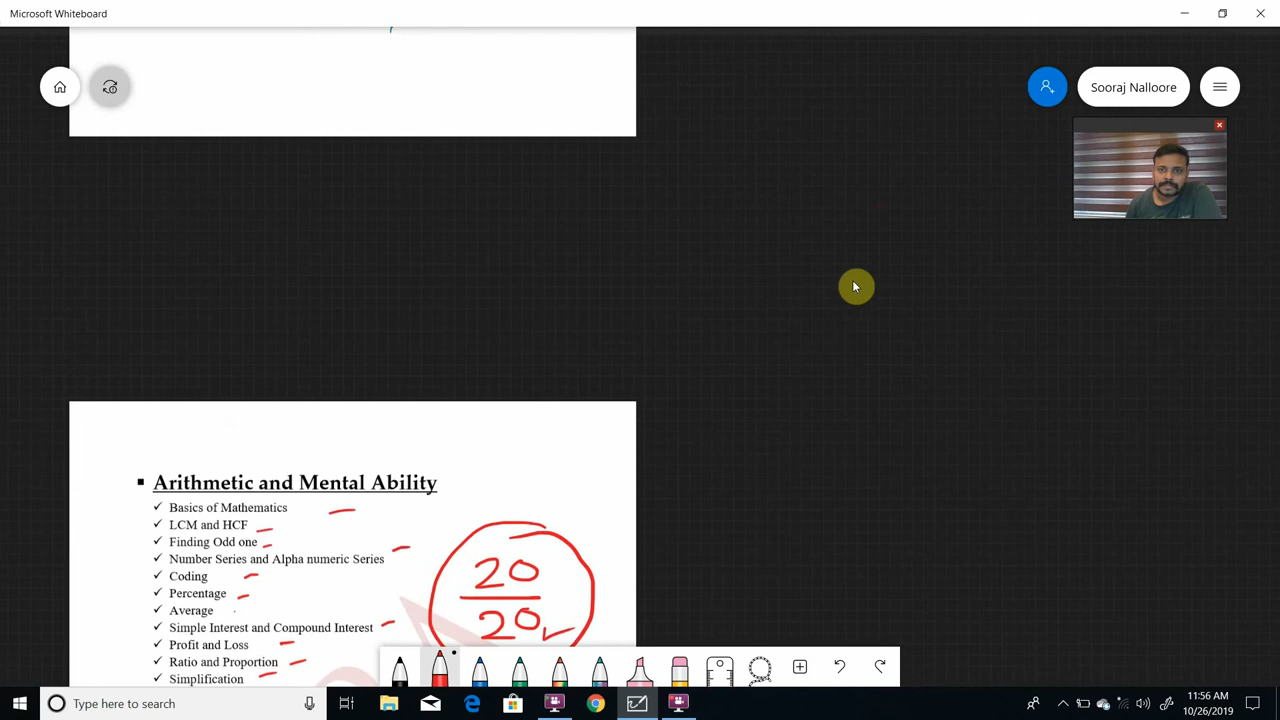 Microsoft Whiteboard
Sooraj Nalloore
Arithmetic and Mental Ability
Basics of Mathematics
LCM and HCF
Finding Odd one
Number Series and Alpha numeric Series
Coding
Percentage
Average
Simple Interest and Compound Interest
Profit and Loss
Ratio and Proportion
Simplification
20
20
Type here to search
11:56 AM
10/26/2019